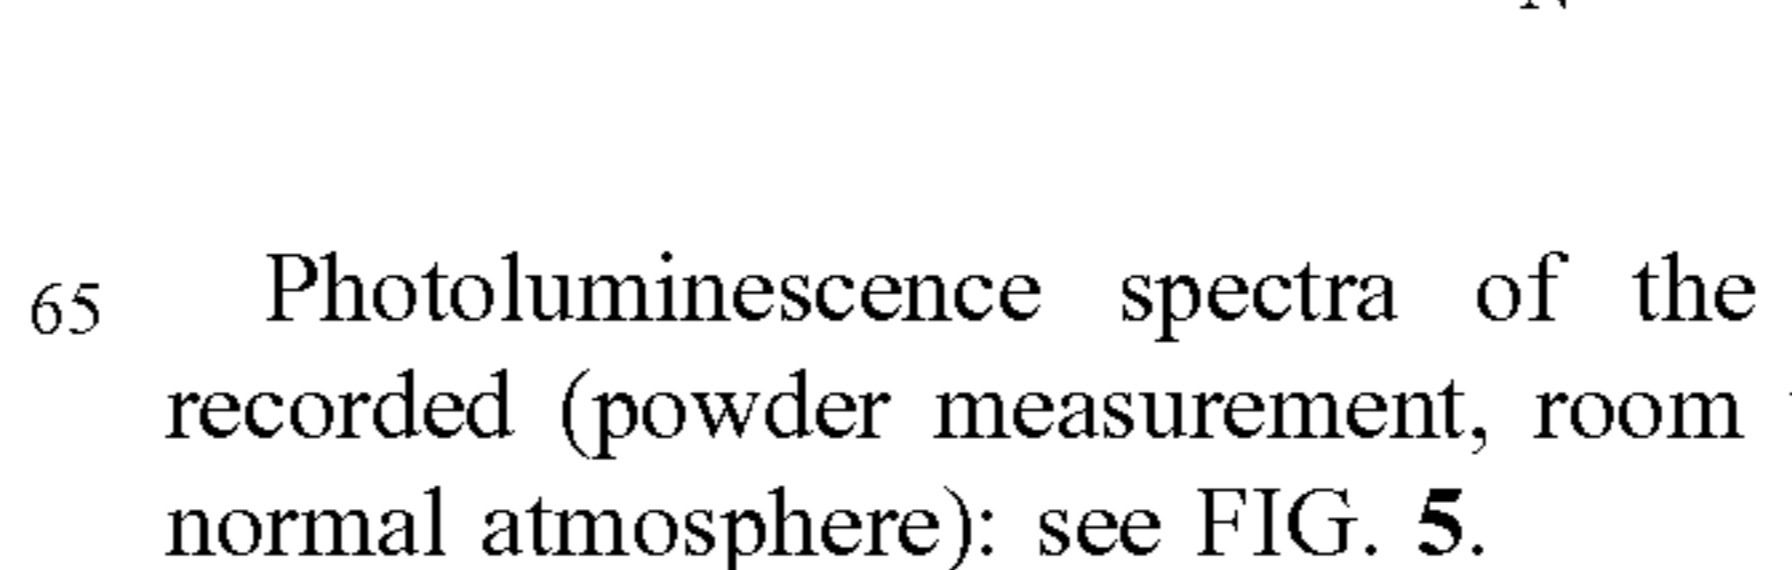 65 Photoluminescence spectra of the
recorded (powder measurement, room
normal atmosphere): see FIG. 5.